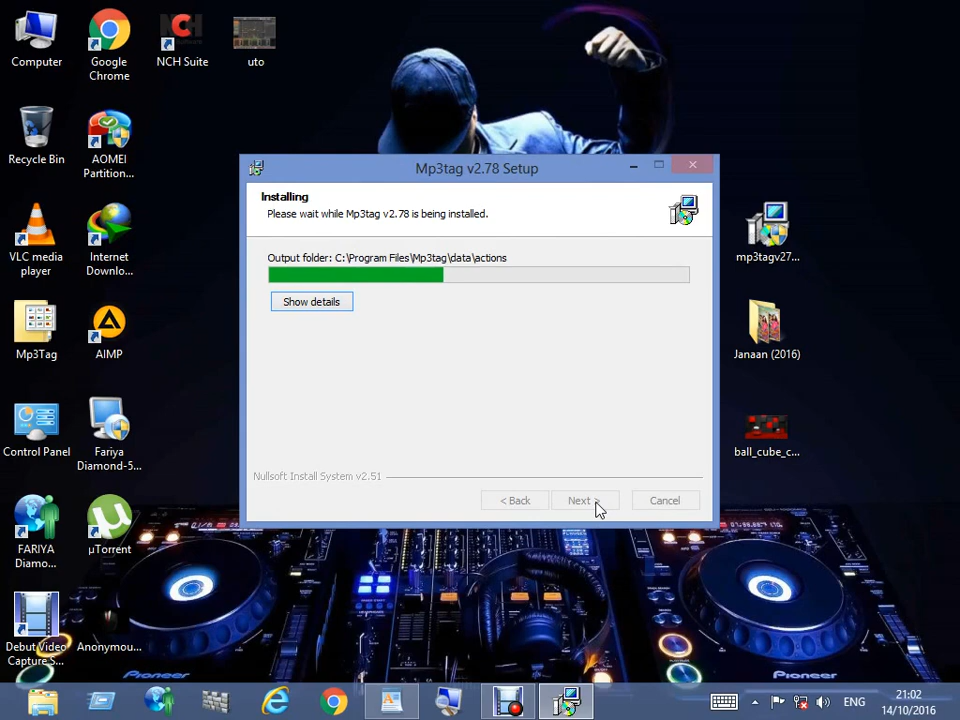 Computer
Google
Chrome
NCH
NCH Suite
uto
Recycle Bin
AOMEI
Partition...
VLC media
player
Internet
Downlo...
Mp3Tag
AIMP
Control Panel
Fariya
Diamond-5...
FARIYA
Diamo...
µTorrent
Debut Video
Capture S...
Anonymou...
Mp3tag v2.78 Setup
Installing
Please wait while Mp3tag v2.78 is being installed.
Output folder: C:\Program Files\Mp3tag\data\actions
Show details
Nullsoft Install System v2.51
< Back
Next >
Cancel
mp3tagv27...
Janaan (2016)
ball_cube_c...
Pioneer
Pioneer
ENG
21:02
14/10/2016